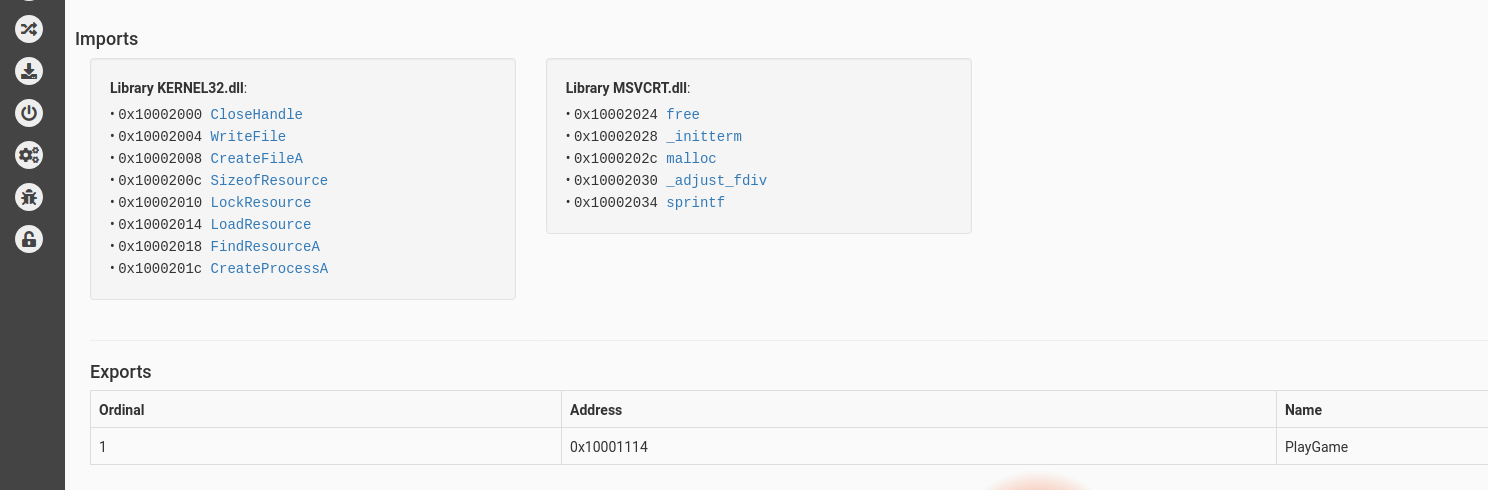 Imports
Library KERNEL32.dll:
• 0x10002000 CloseHandle
• 0x10002004 WriteFile
• 0x10002008 CreateFileA
• 0x1000200c SizeofResource
• 0x10002010 LockResource
• 0x10002014 LoadResource
• 0x10002018 FindResourceA
• 0x1000201c CreateProcessA
Library MSVCRT.dll:
• 0x10002024 free
• 0x10002028 _initterm
• 0x1000202c malloc
• 0x10002030 _adjust_fdiv
• 0x10002034 sprintf
Exports
Ordinal Address Name
1 0x10001114 PlayGame